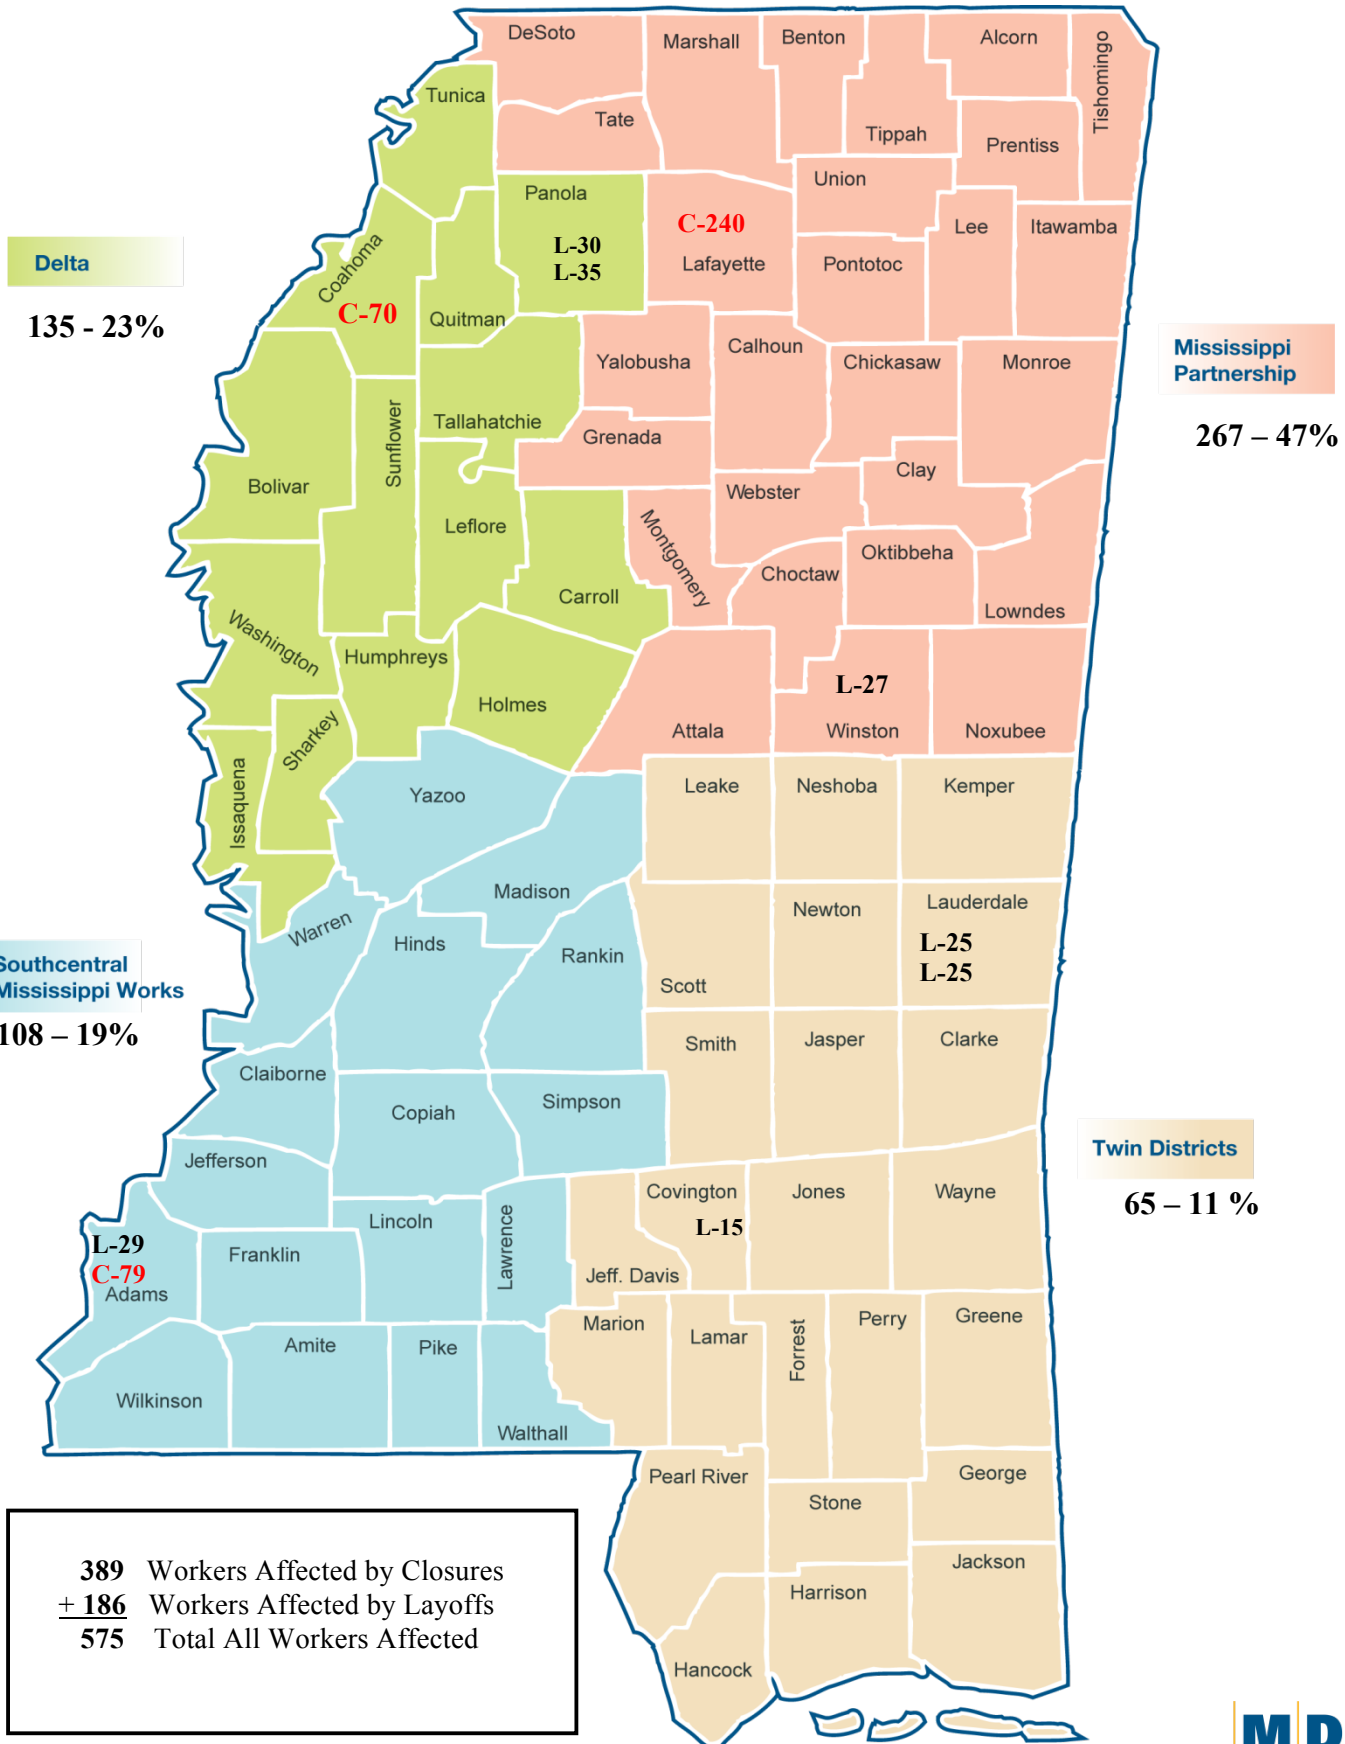 DeSoto
Marshall
Benton
Alcorn
Tishomingo
Tunica
Tate
Tippah
Prentiss
Panola
Union
L-30
L-35
C-240
Lafayette
Lee
Itawamba
Pontotoc
Delta
135 - 23%
Coahoma
C-70
Quitman
Yalobusha
Calhoun
Chickasaw
Monroe
Mississippi
Partnership
267 – 47%
Tallahatchie
Sunflower
Grenada
Bolivar
Leflore
Clay
Webster
Montgomery
Oktibbeha
Choctaw
Carroll
Lowndes
Washington
Humphreys
Holmes
L-27
Attala
Winston
Noxubee
Sharkey
Issaquena
Yazoo
Leake
Neshoba
Kemper
Madison
Warren
Hinds
Rankin
Newton
Lauderdale
L-25
L-25
Scott
Southcentral
Mississippi Works
108 – 19%
Smith
Jasper
Clarke
Claiborne
Copiah
Simpson
Jefferson
Twin Districts
65 – 11 %
Covington
L-15
Jones
Wayne
Lincoln
Lawrence
Jeff. Davis
L-29
C-79
Adams
Franklin
Marion
Lamar
Forrest
Perry
Greene
Amite
Pike
Wilkinson
Walthall
Pearl River
George
Stone
Jackson
Harrison
Hancock
389 Workers Affected by Closures
+ 186 Workers Affected by Layoffs
575 Total All Workers Affected
M D